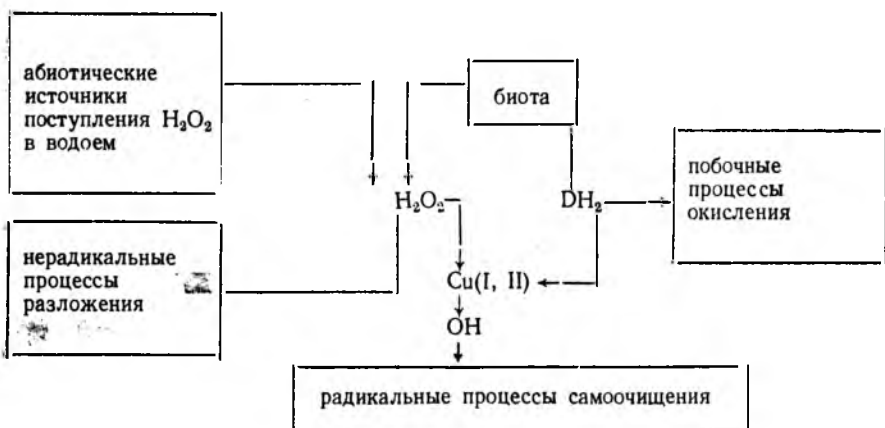 абиотические
источники
поступления H₂O₂
в водоем
биота
побочные
процессы
окисления
H₂O₂
DH₂
нерадикальные
процессы
разложения
Cu(I, II)
OH
радикальные процессы самоочищения